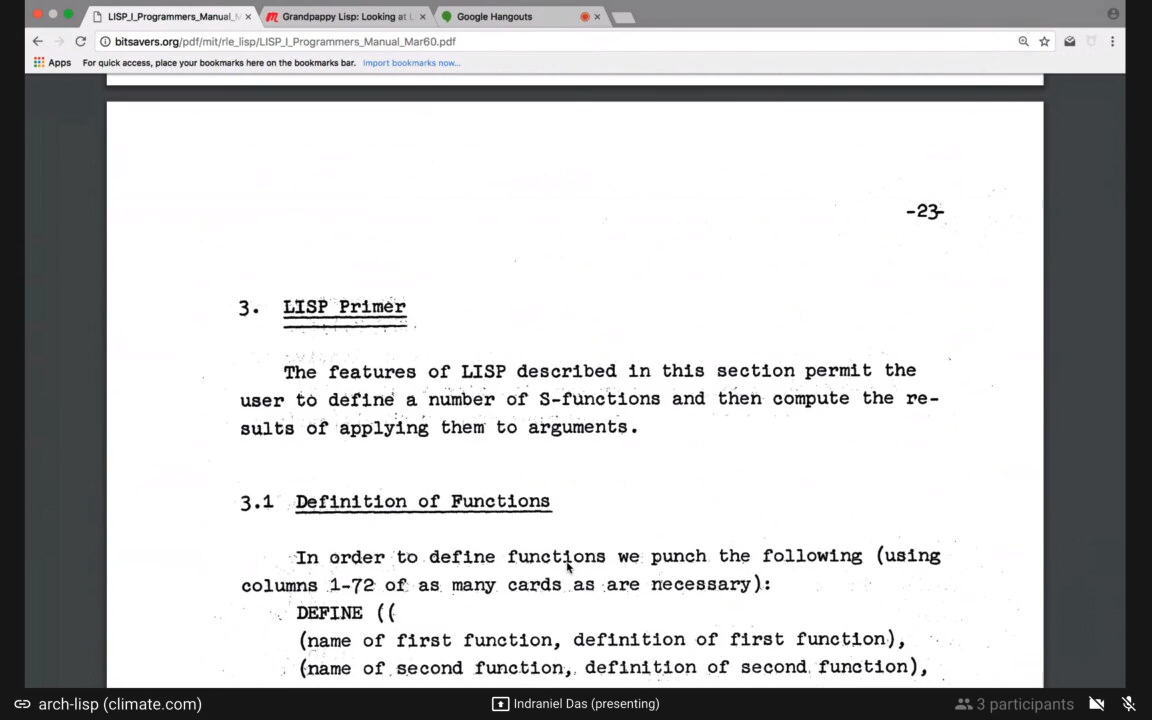 LISP_I_Programmers_Manual_M
Grandpappy Lisp: Looking at L
Google Hangouts
bitsavers.org/pdf/mit/rle_lisp/LISP_I_Programmers_Manual_Mar60.pdf
Apps For quick access, place your bookmarks here on the bookmarks bar. Import bookmarks now...
-23-
3. LISP Primer
The features of LISP described in this section permit the
user to define a number of S-functions and then compute the re-
sults of applying them to arguments.
3.1 Definition of Functions
In order to define functions we punch the following (using
columns 1-72 of as many cards as are necessary):
DEFINE ((
(name of first function, definition of first function),
(name of second function, definition of second function),
arch-lisp (climate.com)
Indraniel Das (presenting)
3 participants